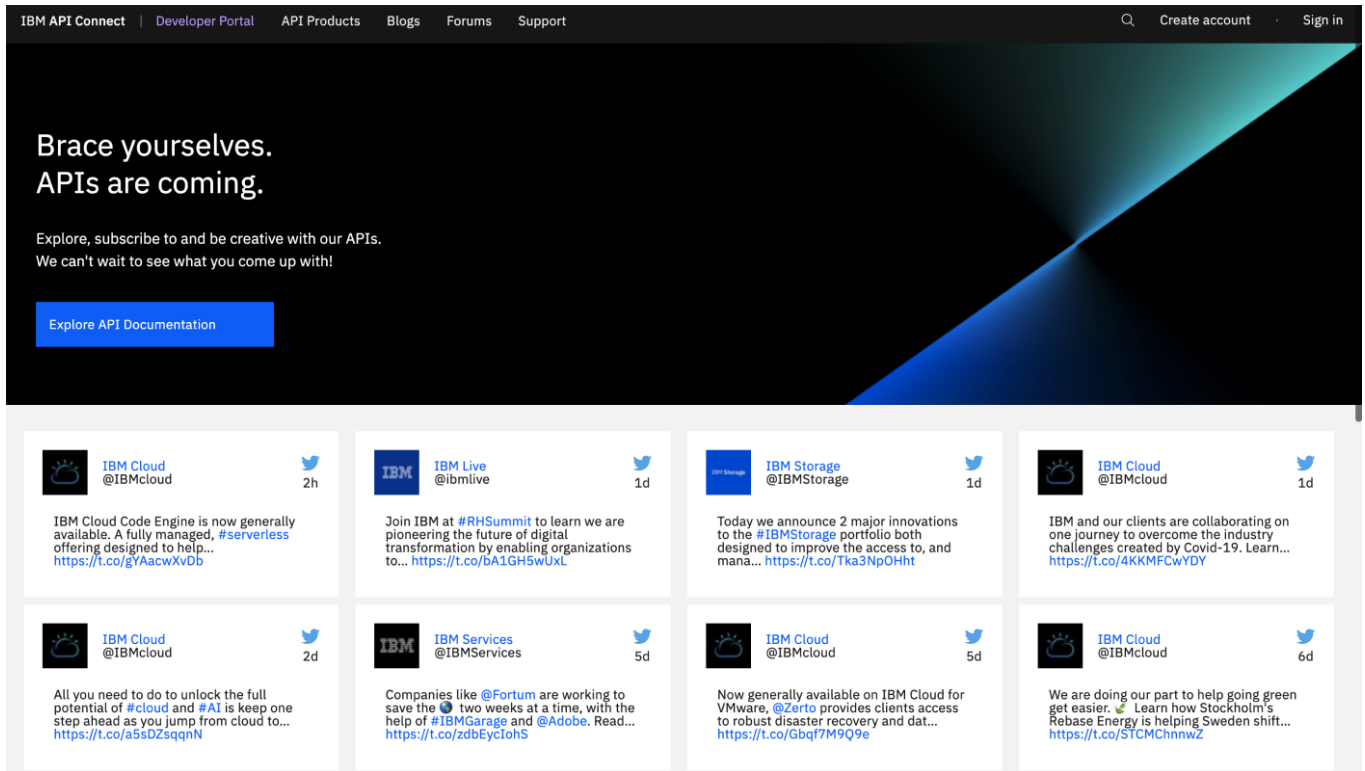 IBM API Connect | Developer Portal API Products Blogs Forums Support Create account · Sign in
Brace yourselves.
APIs are coming.
Explore, subscribe to and be creative with our APIs.
We can't wait to see what you come up with!
Explore API Documentation
IBM Cloud
@IBMcloud
2h
IBM Cloud Code Engine is now generally
available. A fully managed, #serverless
offering designed to help...
https://t.co/gYAacwXvDb
IBM
IBM Live
@ibmlive
1d
Join IBM at #RHSummit to learn we are
pioneering the future of digital
transformation by enabling organizations
to... https://t.co/bA1GH5wUxL
IBM Storage
IBM Storage
@IBMStorage
1d
Today we announce 2 major innovations
to the #IBMStorage portfolio both
designed to improve the access to, and
mana... https://t.co/Tka3NpOHht
IBM Cloud
@IBMcloud
1d
IBM and our clients are collaborating on
one journey to overcome the industry
challenges created by Covid-19. Learn...
https://t.co/4KKMFCwYDY
IBM Cloud
@IBMcloud
2d
All you need to do to unlock the full
potential of #cloud and #AI is keep one
step ahead as you jump from cloud to...
https://t.co/a5sDZsqqnN
IBM
IBM Services
@IBMServices
5d
Companies like @Fortum are working to
save the 🌎 two weeks at a time, with the
help of #IBMGarage and @Adobe. Read...
https://t.co/zdbEycIohS
IBM Cloud
@IBMcloud
5d
Now generally available on IBM Cloud for
VMware, @Zerto provides clients access
to robust disaster recovery and dat...
https://t.co/Gbqf7M9Q9e
IBM Cloud
@IBMcloud
6d
We are doing our part to help going green
get easier. 🍃 Learn how Stockholm's
Rebase Energy is helping Sweden shift...
https://t.co/STCMChnnwZ